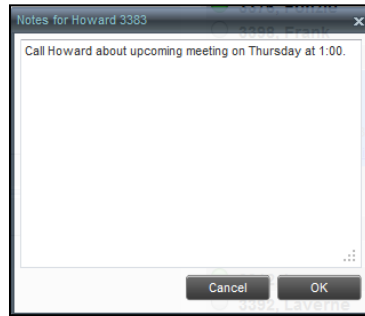 Notes for Howard 3383
x
3398, Frank
Call Howard about upcoming meeting on Thursday at 1:00.
Cancel
OK
3392, Laverne